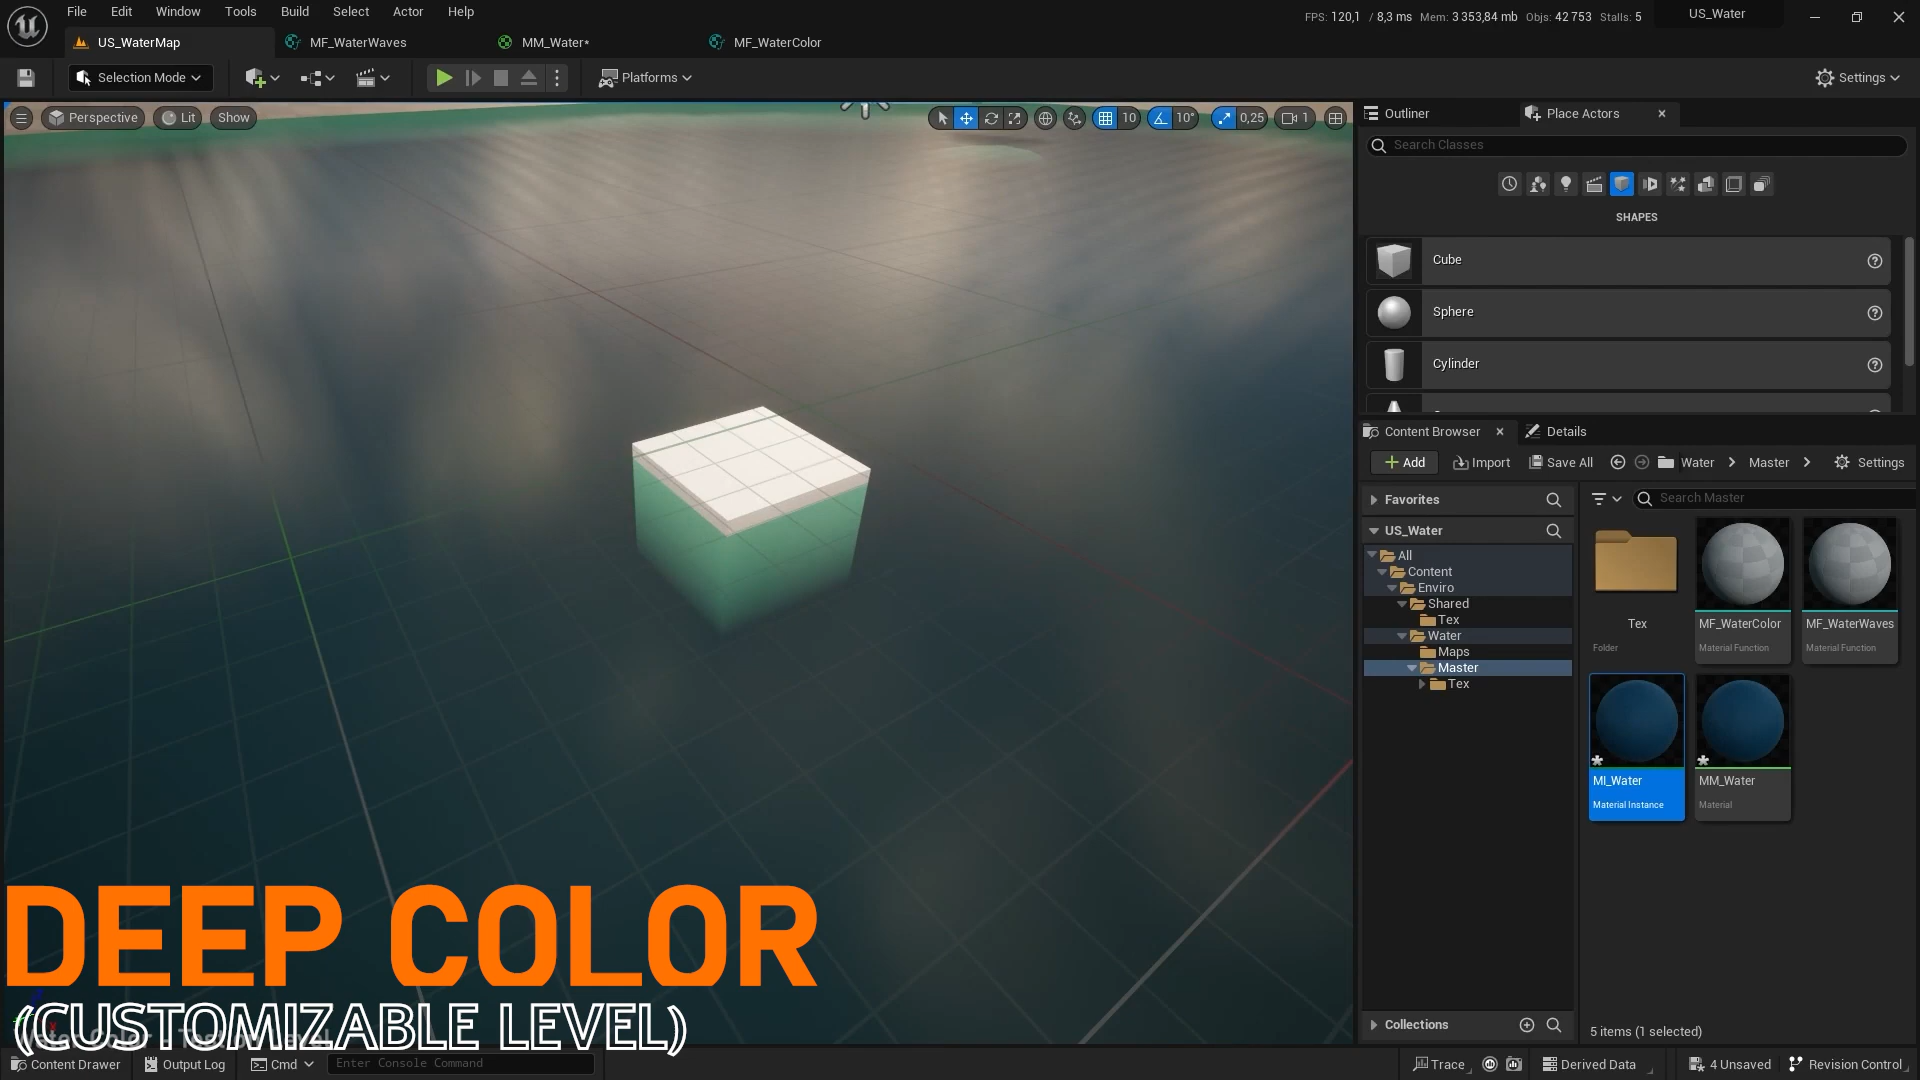 File Edit Window Tools Build Select Actor Help
FPS: 120,1 / 8,3 ms Mem: 3 353,84 mb Objs: 42 753 Stalls: 5
US_Water
US_WaterMap
MF_WaterWaves
MM_Water*
MF_WaterColor
Selection Mode
Platforms
Settings
Perspective
Lit
Show
10
10°
0,25
1
Outliner
Place Actors
Search Classes
SHAPES
Cube
Sphere
Cylinder
Content Browser
Details
Add
Import
Save All
Water
Master
Settings
Favorites
Search Master
US_Water
All
Content
Enviro
Shared
Tex
Water
Maps
Master
Tex
Tex
Folder
MF_WaterColor
Material Function
MF_WaterWaves
Material Function
MI_Water
Material Instance
MM_Water
Material
DEEP COLOR
(CUSTOMIZABLE LEVEL)
Collections
5 items (1 selected)
Content Drawer
Output Log
Cmd
Enter Console Command
Trace
Derived Data
4 Unsaved
Revision Control